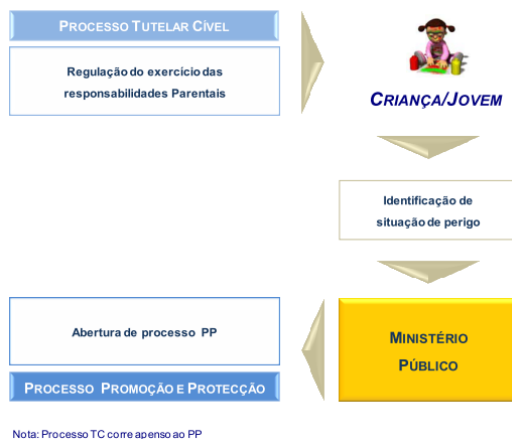 PROCESSO TUTELAR CÍVEL
Regulação do exercício das
responsabilidades Parentais
CRIANÇA/JOVEM
Identificação de
situação de perigo
MINISTÉRIO
PÚBLICO
Abertura de processo PP
PROCESSO PROMOÇÃO E PROTECÇÃO
Nota: Processo TC corre apenso ao PP